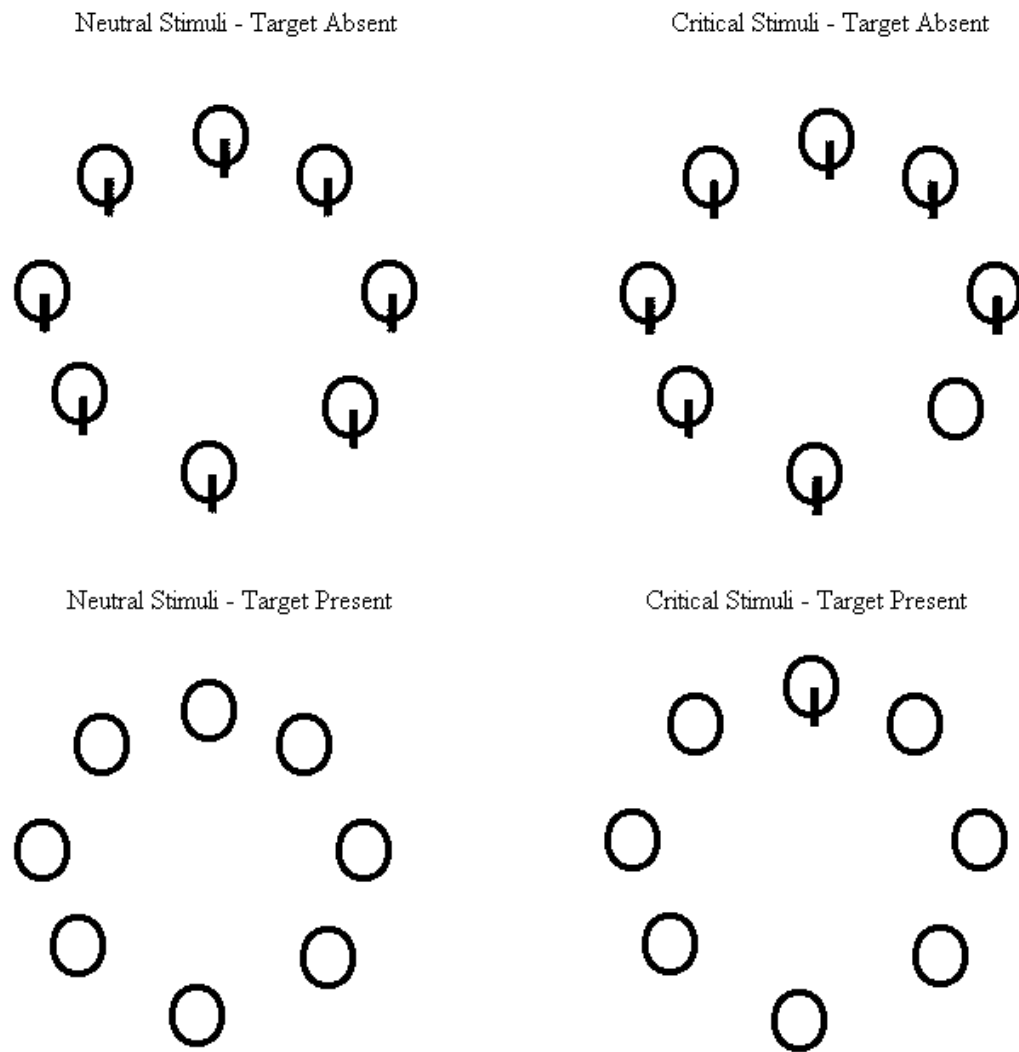 Neutral Stimuli - Target Absent
Critical Stimuli - Target Absent
Neutral Stimuli - Target Present
Critical Stimuli - Target Present